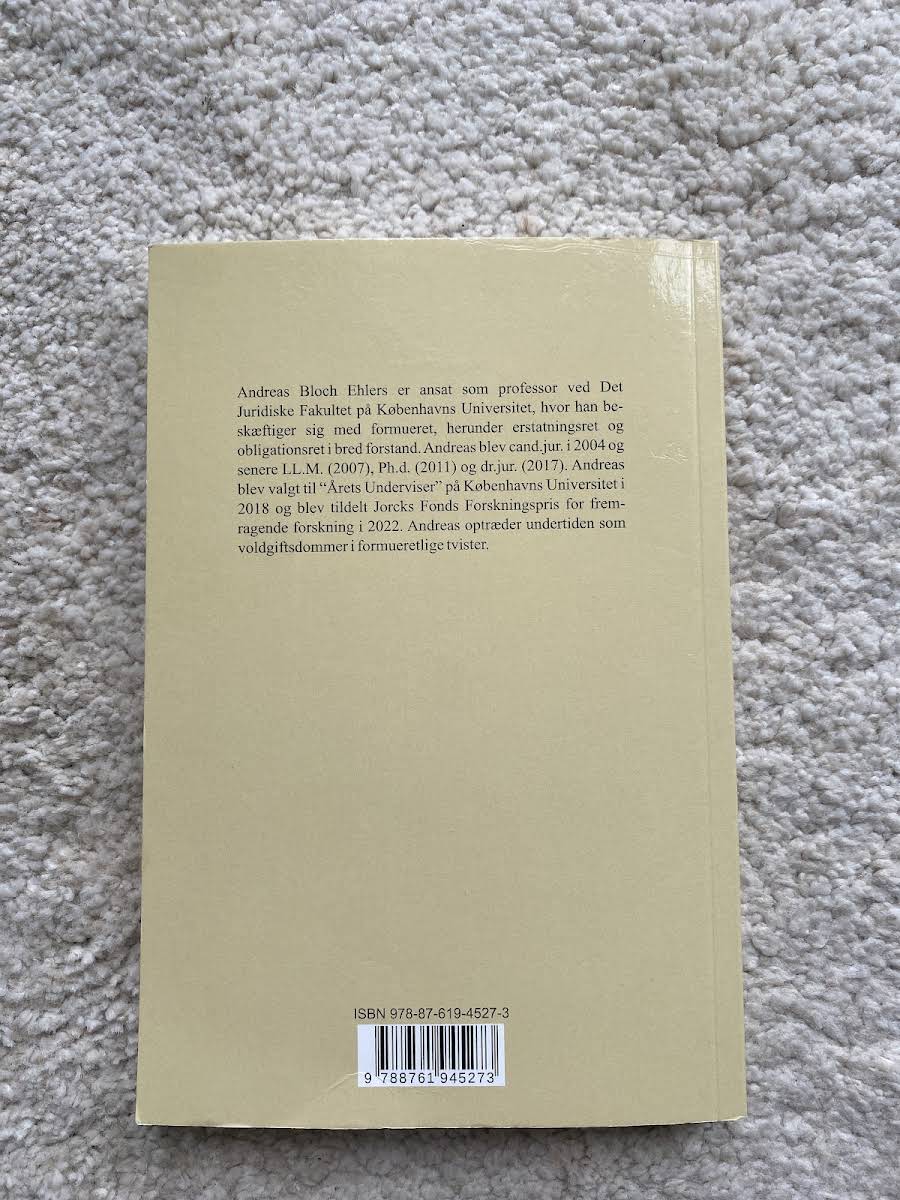 Andreas Bloch Ehlers er ansat som professor ved Det
Juridiske Fakultet på Københavns Universitet, hvor han be-
skæftiger sig med formueret, herunder erstatningsret og
obligationsret i bred forstand. Andreas blev cand.jur. i 2004 og
senere LL.M. (2007), Ph.d. (2011) og dr.jur. (2017). Andreas
blev valgt til “Årets Underviser” på Københavns Universitet i
2018 og blev tildelt Jorcks Fonds Forskningspris for frem-
ragende forskning i 2022. Andreas optræder undertiden som
voldgiftsdommer i formueretlige tvister.
ISBN 978-87-619-4527-3
9 788761 945273